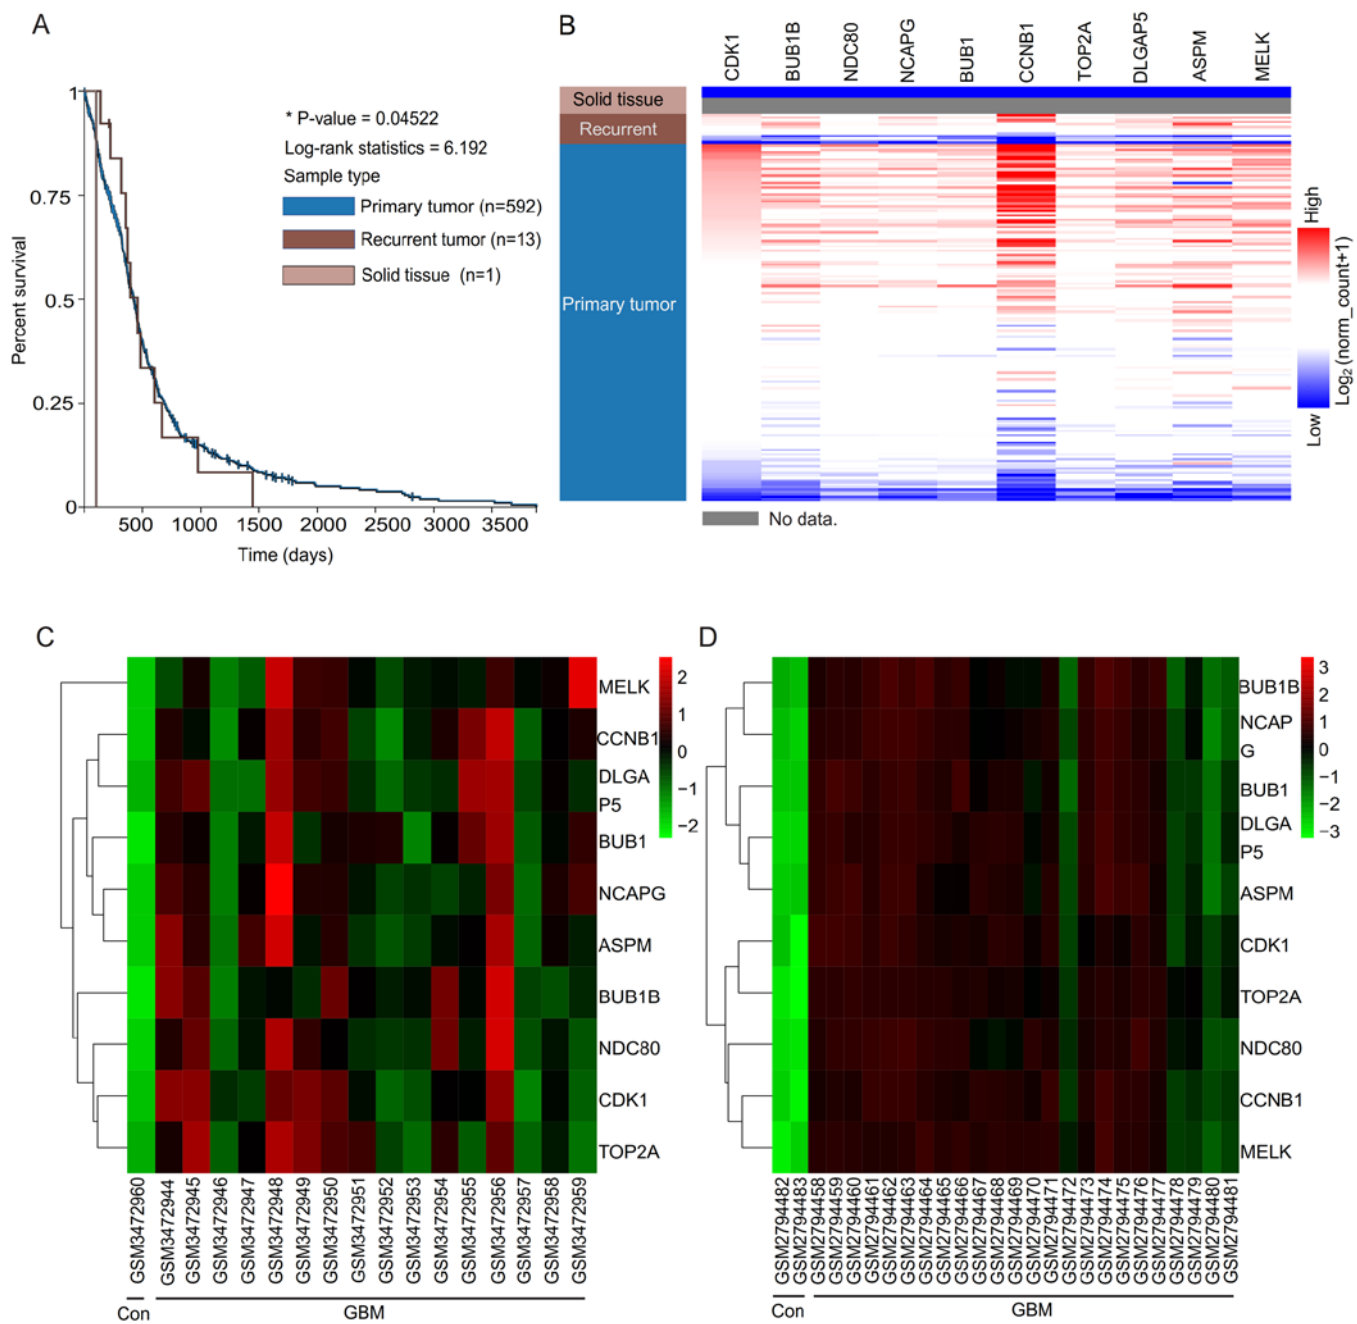 A
* P-value = 0.04522
Log-rank statistics = 6.192
Sample type
Primary tumor (n=592)
Recurrent tumor (n=13)
Solid tissue (n=1)
Percent survival
1
0.75
0.5
0.25
0
500 1000 1500 2000 2500 3000 3500
Time (days)
B
CDK1 BUB1B NDC80 NCAPG BUB1 CCNB1 TOP2A DLGAP5 ASPM MELK
Solid tissue
Recurrent
Primary tumor
High
Log₂ (norm_count+1)
Low
No data.
C
MELK
CCNB1
DLGA
P5
BUB1
NCAPG
ASPM
BUB1B
NDC80
CDK1
TOP2A
2
1
0
−1
−2
GSM3472960 GSM3472944 GSM3472945 GSM3472946 GSM3472947 GSM3472948 GSM3472949 GSM3472950 GSM3472951 GSM3472952 GSM3472953 GSM3472954 GSM3472955 GSM3472956 GSM3472957 GSM3472958 GSM3472959
Con GBM
D
BUB1B
NCAP
G
BUB1
DLGA
P5
ASPM
CDK1
TOP2A
NDC80
CCNB1
MELK
3
2
1
0
−1
−2
−3
GSM2794482 GSM2794483 GSM2794458 GSM2794459 GSM2794460 GSM2794461 GSM2794462 GSM2794463 GSM2794464 GSM2794465 GSM2794466 GSM2794467 GSM2794468 GSM2794469 GSM2794470 GSM2794471 GSM2794472 GSM2794473 GSM2794474 GSM2794475 GSM2794476 GSM2794477 GSM2794478 GSM2794479 GSM2794480 GSM2794481
Con GBM